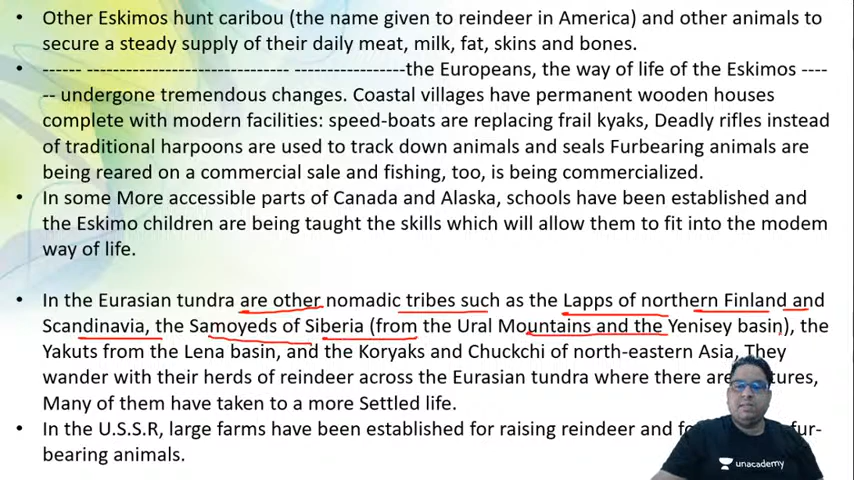 • Other Eskimos hunt caribou (the name given to reindeer in America) and other animals to
secure a steady supply of their daily meat, milk, fat, skins and bones.
• ------ ----------------------------- ----------------the Europeans, the way of life of the Eskimos ----
-- undergone tremendous changes. Coastal villages have permanent wooden houses
complete with modern facilities: speed-boats are replacing frail kyaks, Deadly rifles instead
of traditional harpoons are used to track down animals and seals Furbearing animals are
being reared on a commercial sale and fishing, too, is being commercialized.
• In some More accessible parts of Canada and Alaska, schools have been established and
the Eskimo children are being taught the skills which will allow them to fit into the modem
way of life.
• In the Eurasian tundra are other nomadic tribes such as the Lapps of northern Finland and
Scandinavia, the Samoyeds of Siberia (from the Ural Mountains and the Yenisey basin), the
Yakuts from the Lena basin, and the Koryaks and Chuckchi of north-eastern Asia, They
wander with their herds of reindeer across the Eurasian tundra where there are
Many of them have taken to a more Settled life.
• In the U.S.S.R, large farms have been established for raising reindeer and fur-
bearing animals.
unacademy